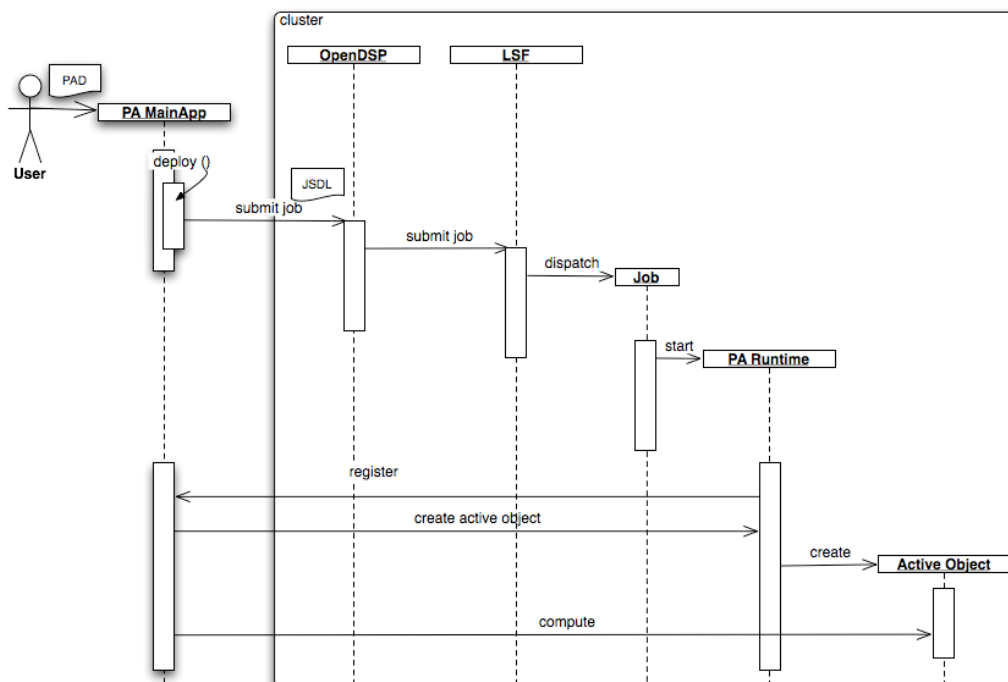 cluster
OpenDSP
LSF
PAD
PA MainApp
User
deploy ()
JSDL
submit job
submit job
dispatch
Job
start
PA Runtime
register
create active object
create
Active Object
compute